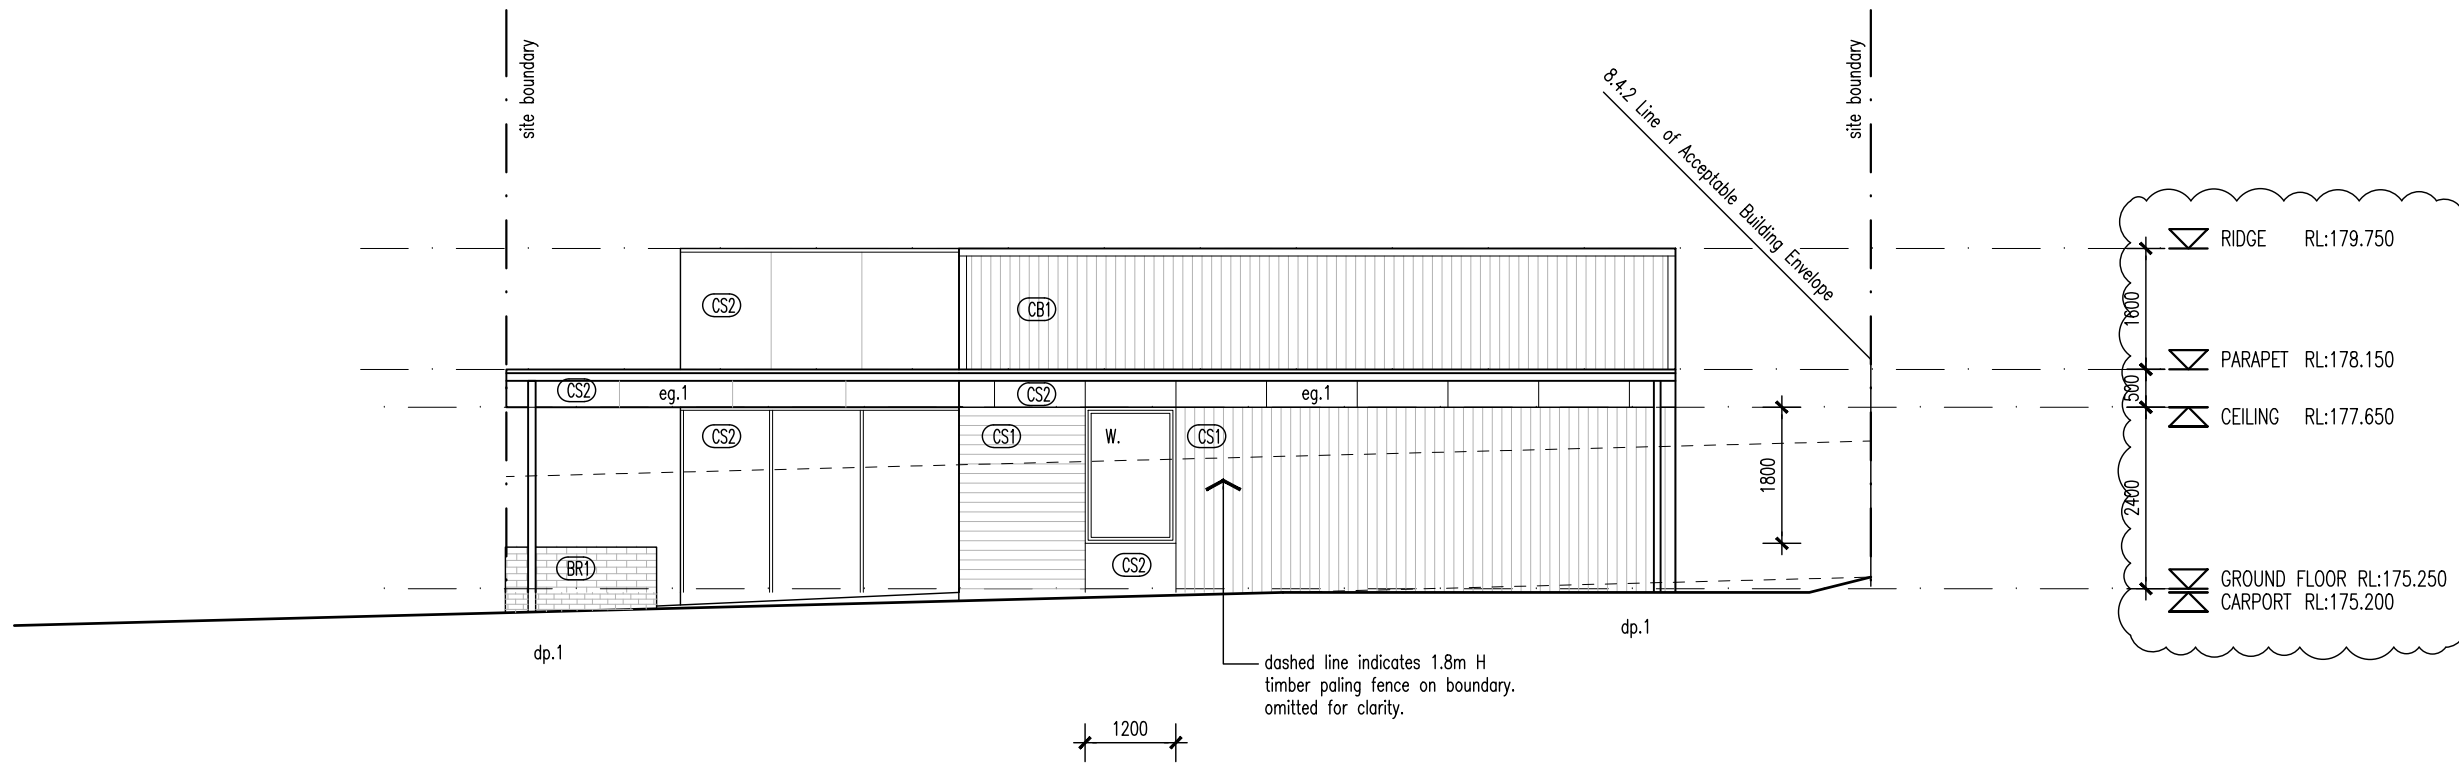 site boundary
site boundary
8.4.2 Line of Acceptable Building Envelope
RIDGE RL:179.750
1600
PARAPET RL:178.150
500
CEILING RL:177.650
2400
GROUND FLOOR RL:175.250
CARPORT RL:175.200
CS2
CB1
CS2
eg.1
CS2
eg.1
CS2
CS1
W.
CS1
1800
BR1
CS2
dp.1
dp.1
dashed line indicates 1.8m H
timber paling fence on boundary.
omitted for clarity.
1200